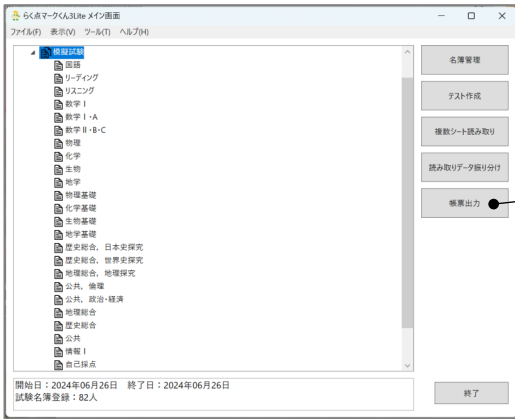 らく点マークくん3Lite メイン画面
ファイル(F) 表示(V) ツール(T) ヘルプ(H)
模擬試験
国語
リーディング
リスニング
数学Ⅰ
数学Ⅰ・A
数学Ⅱ・B・C
物理
化学
生物
地学
物理基礎
化学基礎
生物基礎
地学基礎
歴史総合，日本史探究
歴史総合，世界史探究
地理総合，地理探究
公共，倫理
公共，政治・経済
地理総合
歴史総合
公共
情報Ⅰ
自己採点
名簿管理
テスト作成
複数シート読み取り
読み取りデータ振り分け
帳票出力
開始日：2024年06月26日 終了日：2024年06月26日
試験名簿登録：82人
終了